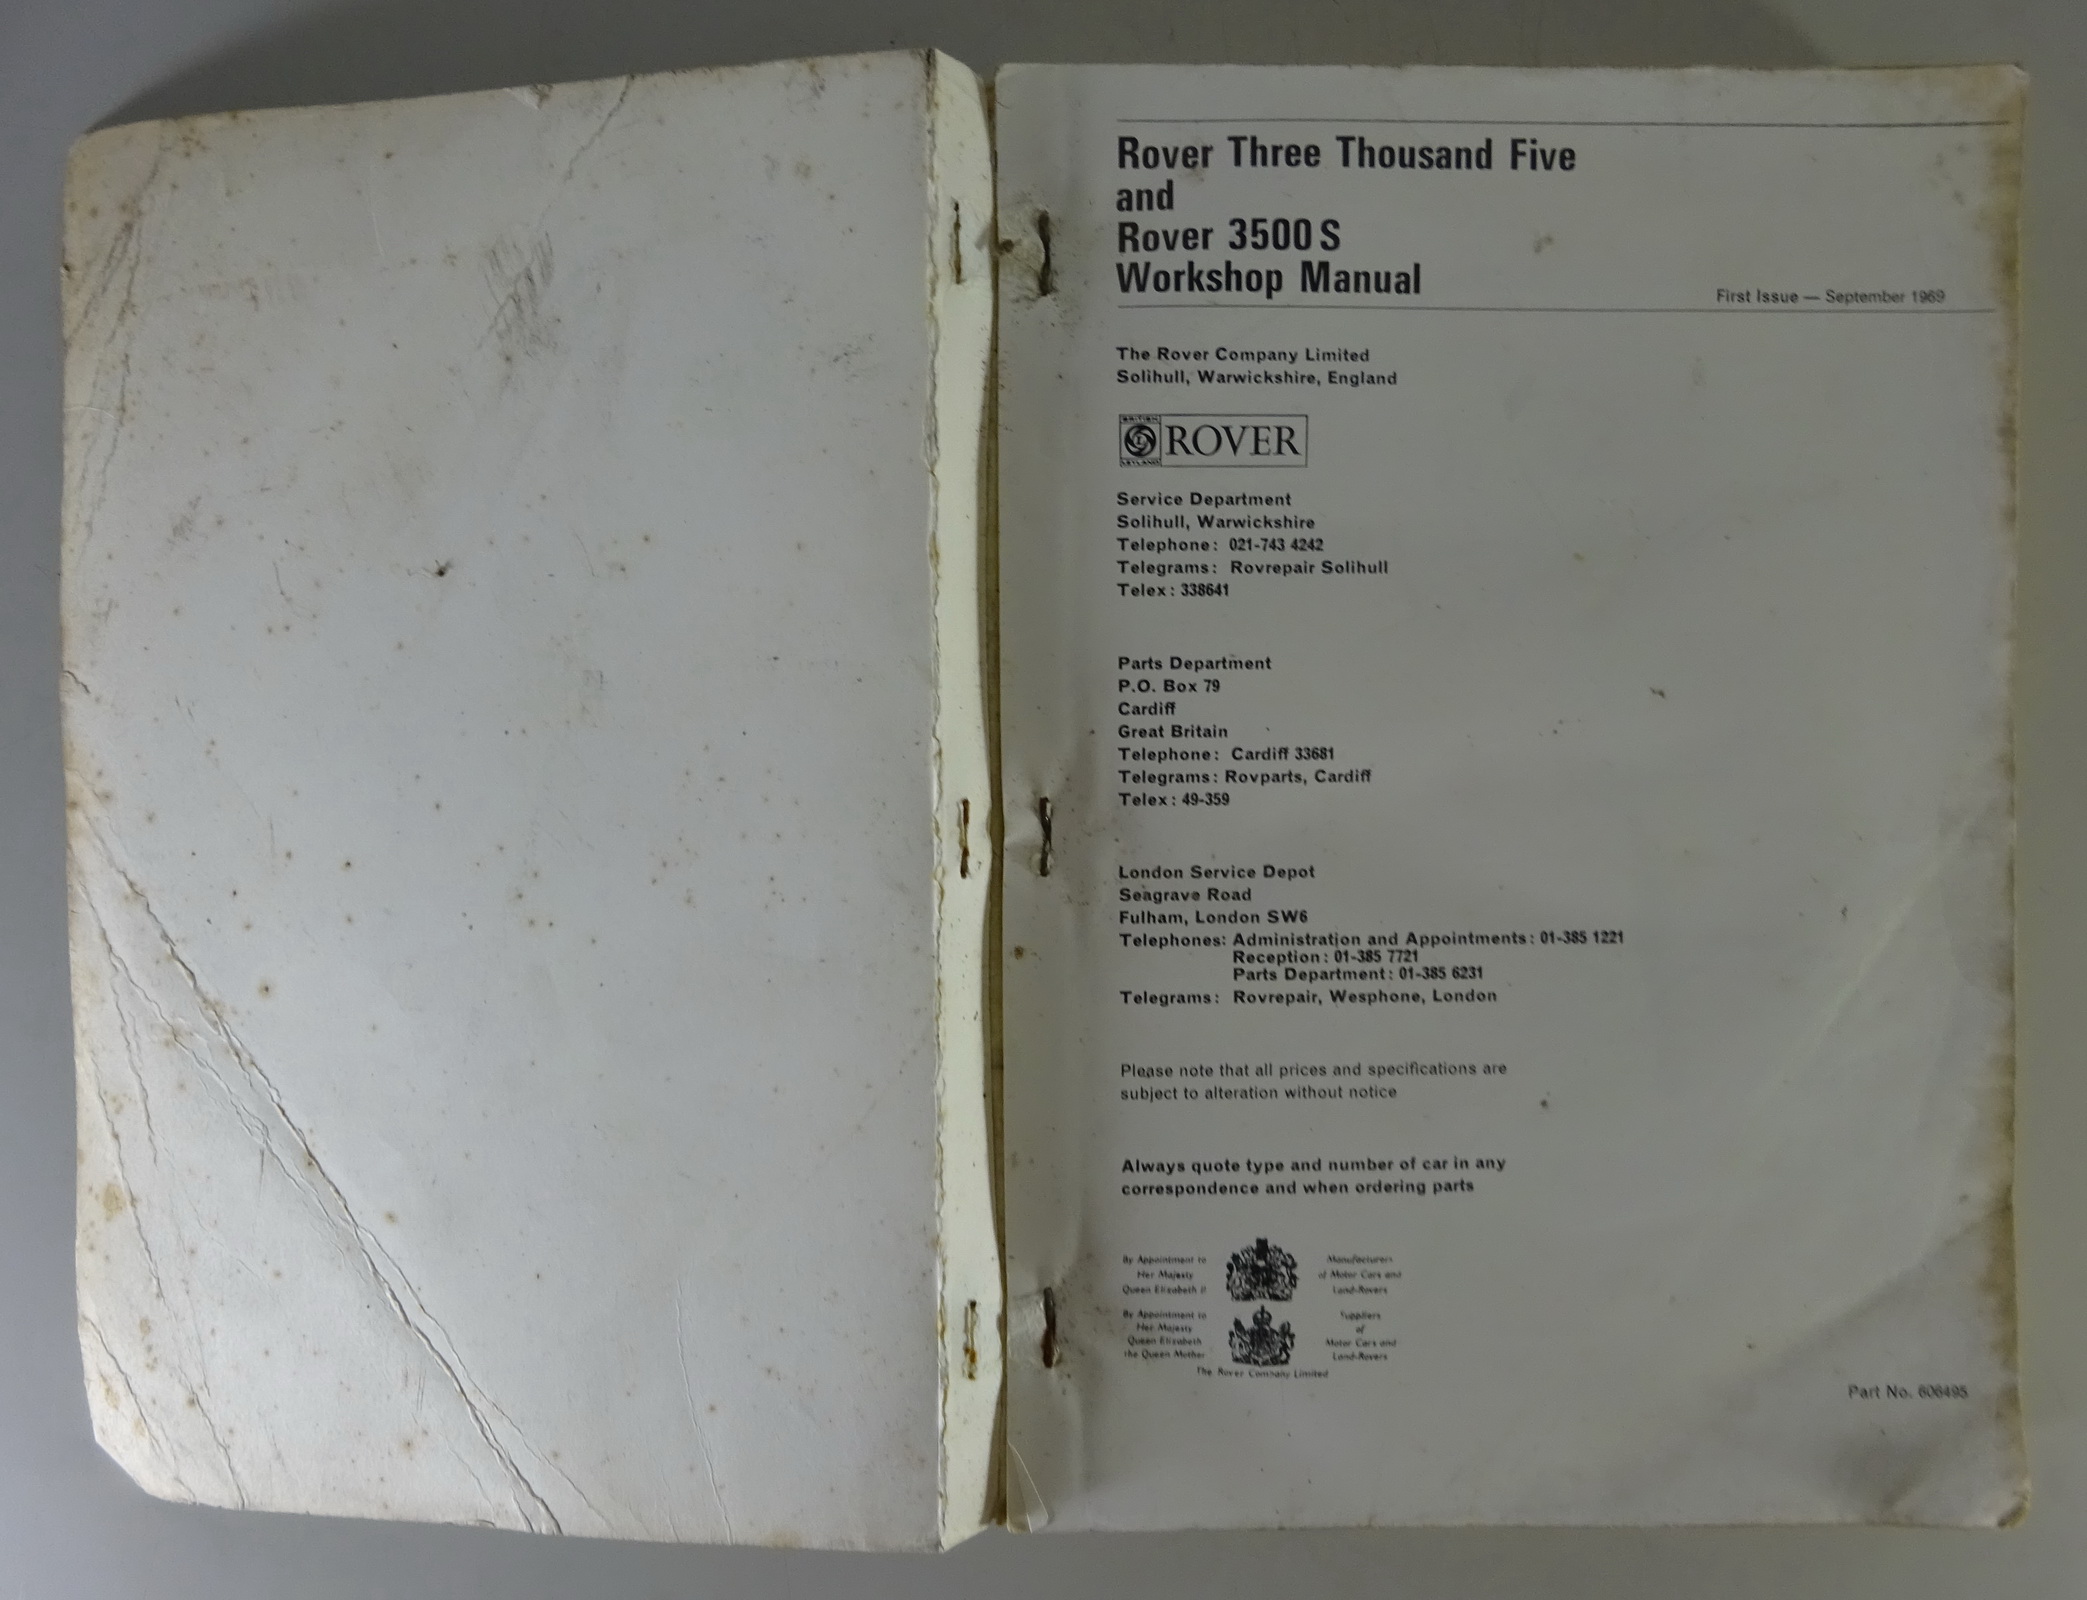 Rover Three Thousand Five
and
Rover 3500 S
Workshop Manual
First Issue — September 1969
The Rover Company Limited
Solihull, Warwickshire, England
BRITISH
LEYLAND
ROVER
Service Department
Solihull, Warwickshire
Telephone: 021-743 4242
Telegrams: Rovrepair Solihull
Telex: 338641
Parts Department
P.O. Box 79
Cardiff
Great Britain
Telephone: Cardiff 33681
Telegrams: Rovparts, Cardiff
Telex: 49-359
London Service Depot
Seagrave Road
Fulham, London SW6
Telephones: Administration and Appointments: 01-385 1221
Reception: 01-385 7721
Parts Department: 01-385 6231
Telegrams: Rovrepair, Wesphone, London
Please note that all prices and specifications are
subject to alteration without notice
Always quote type and number of car in any
correspondence and when ordering parts
By Appointment to
Her Majesty
Queen Elizabeth II
Manufacturers
of Motor Cars and
Land-Rovers
By Appointment to
Her Majesty
Queen Elizabeth
the Queen Mother
Suppliers
of
Motor Cars and
Land-Rovers
The Rover Company Limited
Part No. 606495